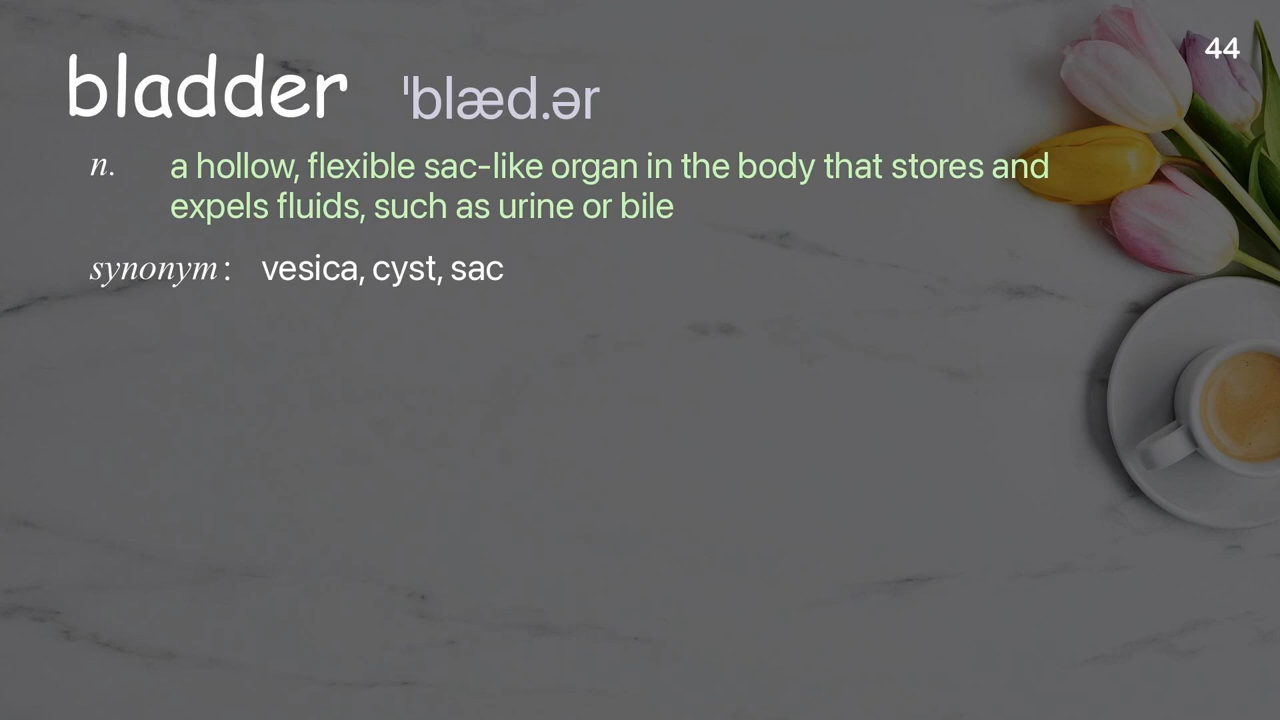 44
bladder ˈblæd.ər
n. a hollow, flexible sac-like organ in the body that stores and
expels fluids, such as urine or bile
synonym: vesica, cyst, sac